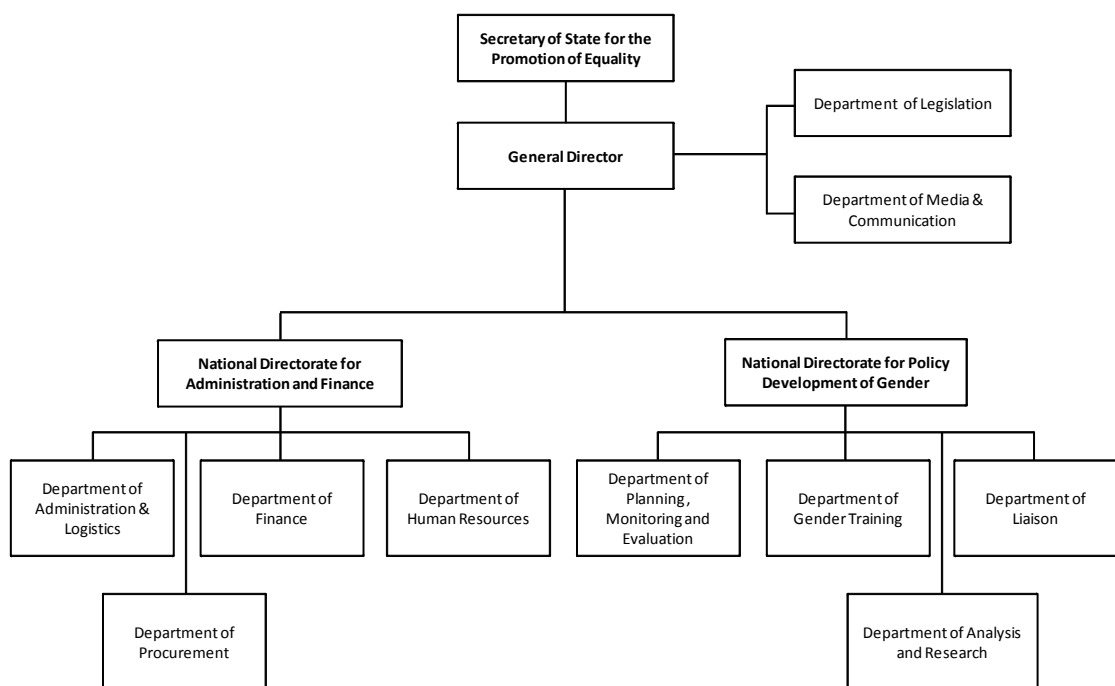 Secretary of State for the
Promotion of Equality
Department of Legislation
General Director
Department of Media &
Communication
National Directorate for
Administration and Finance
National Directorate for Policy
Development of Gender
Department of
Administration &
Logistics
Department of
Finance
Department of
Human Resources
Department of
Planning ,
Monitoring and
Evaluation
Department of
Gender Training
Department of
Liaison
Department of
Procurement
Department of Analysis
and Research